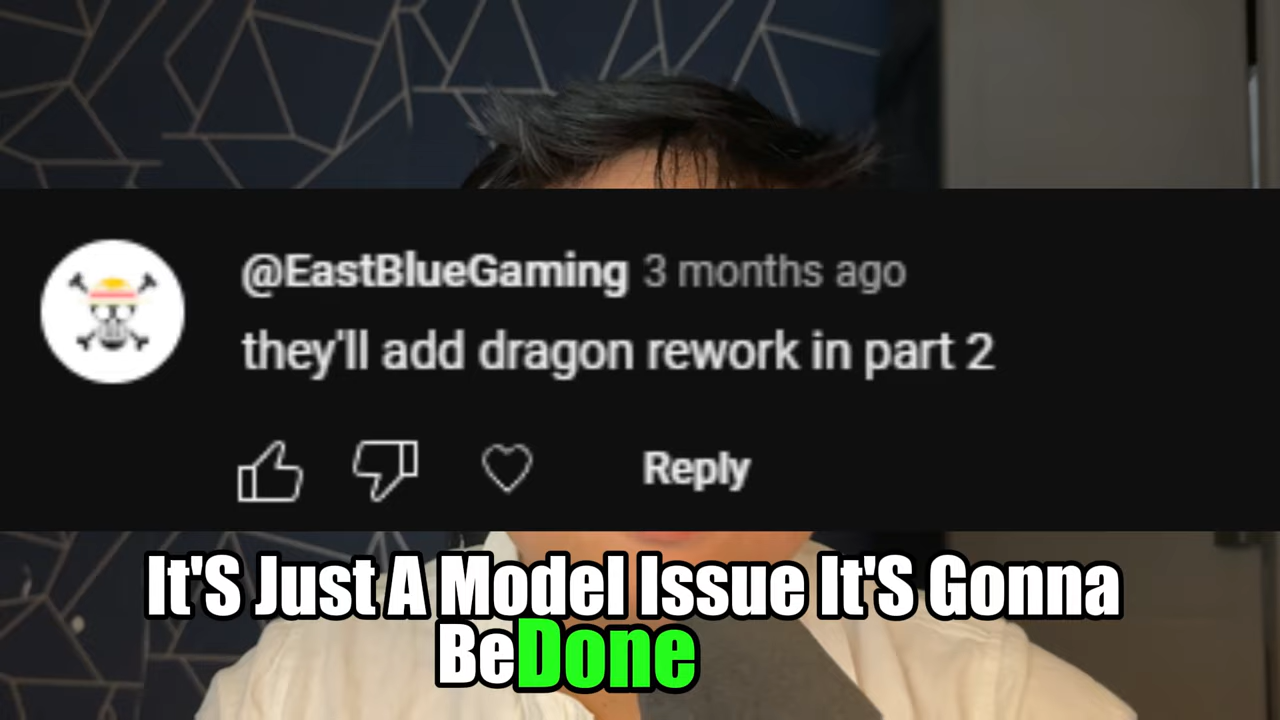 @EastBlueGaming 3 months ago
they'll add dragon rework in part 2
Reply
It'S Just A Model Issue It'S Gonna
BeDone